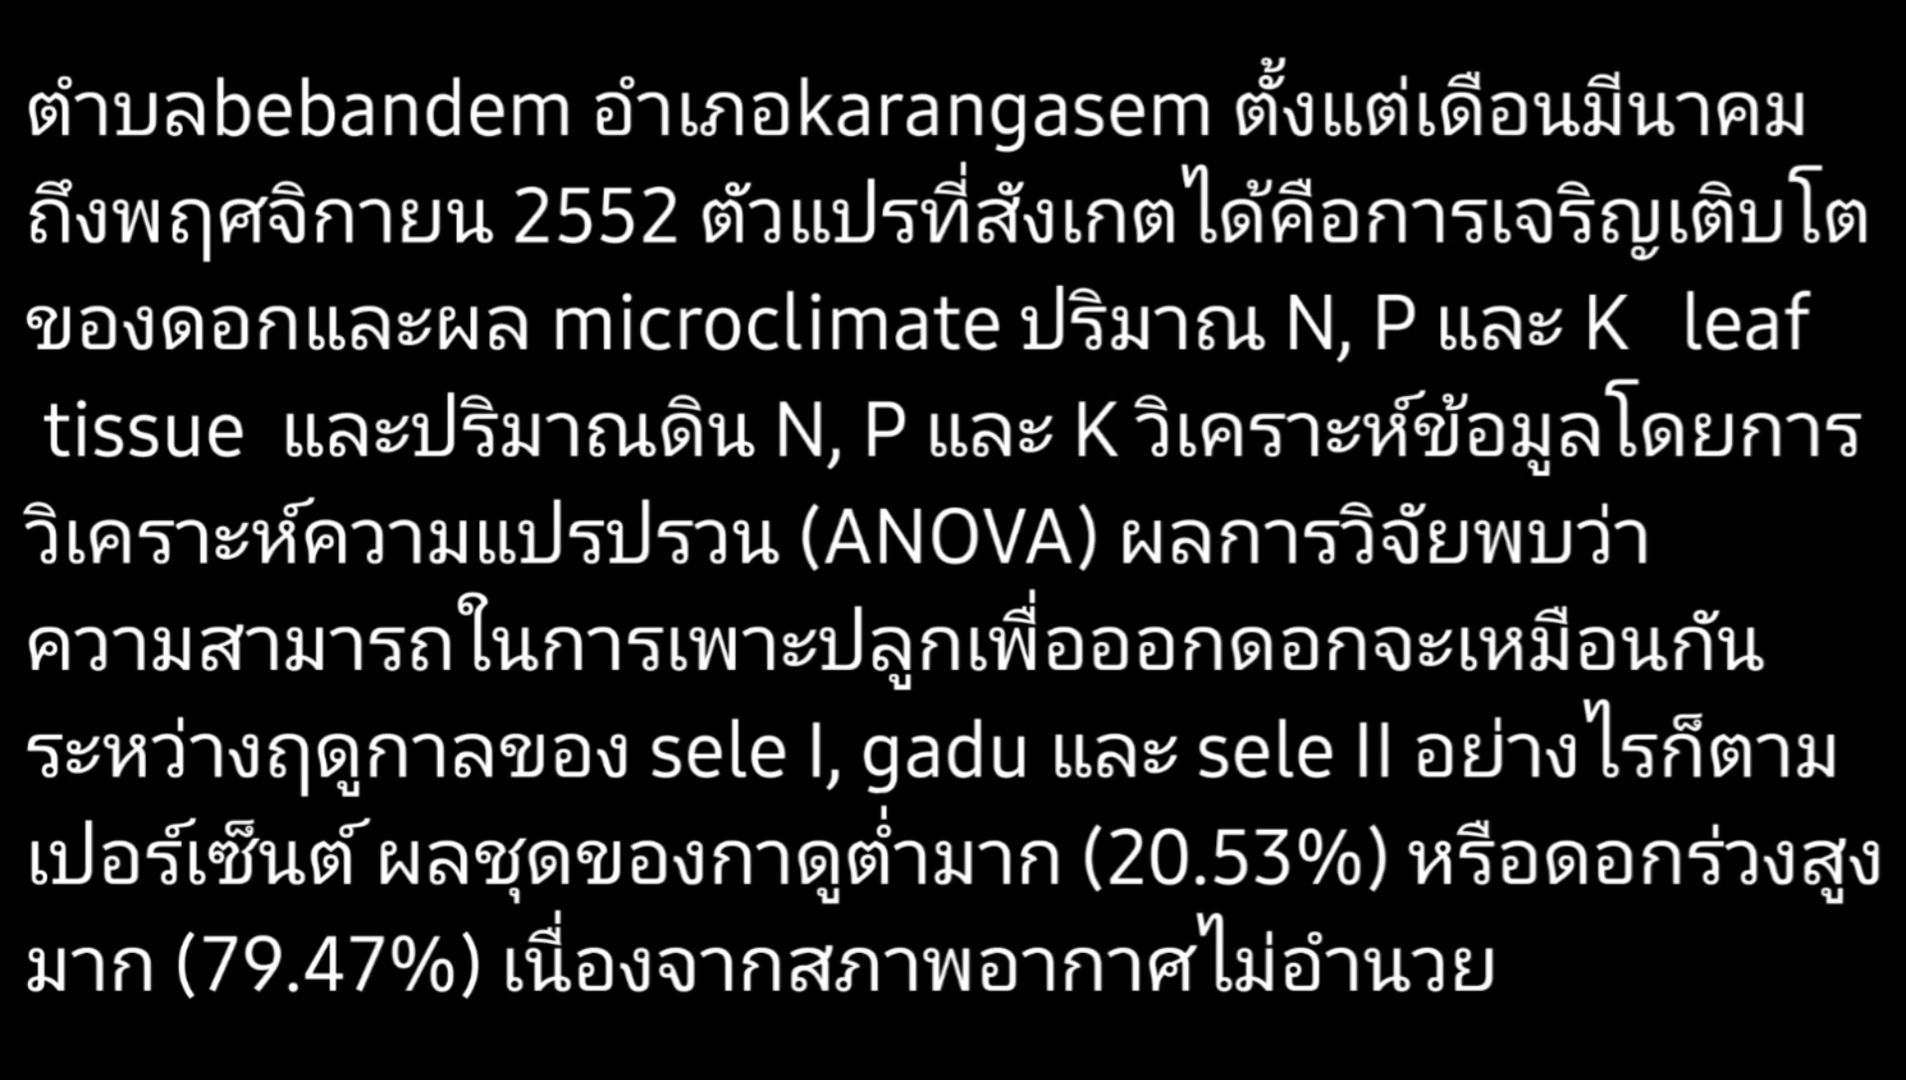 ตำบลbebandem อำเภอkarangasem ตั้งแต่เดือนมีนาคม
ถึงพฤศจิกายน 2552 ตัวแปรที่สังเกตได้คือการเจริญเติบโต
ของดอกและผล microclimate ปริมาณ N, P และ K leaf
tissue และปริมาณดิน N, P และ K วิเคราะห์ข้อมูลโดยการ
วิเคราะห์ความแปรปรวน (ANOVA) ผลการวิจัยพบว่า
ความสามารถในการเพาะปลูกเพื่อออกดอกจะเหมือนกัน
ระหว่างฤดูกาลของ sele I, gadu และ sele II อย่างไรก็ตาม
เปอร์เซ็นต์ ผลชุดของกาดูต่ำมาก (20.53%) หรือดอกร่วงสูง
มาก (79.47%) เนื่องจากสภาพอากาศไม่อำนวย